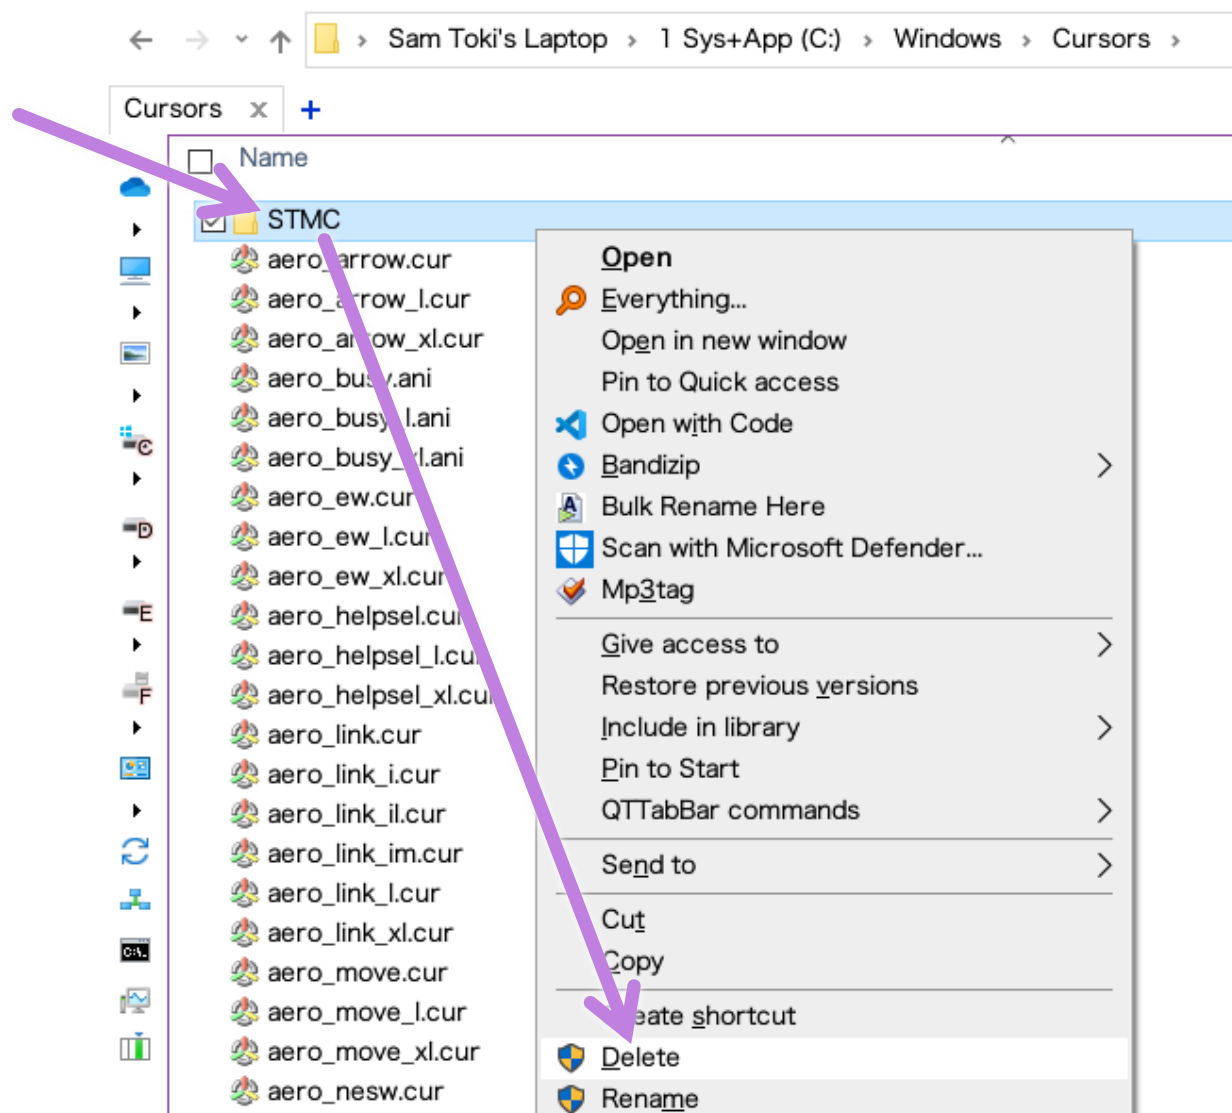 Sam Toki's Laptop > 1 Sys+App (C:) > Windows > Cursors >
Cursors x +
Name
STMC
aero_arrow.cur
aero_arrow_l.cur
aero_arrow_xl.cur
aero_busy.ani
aero_busy_l.ani
aero_busy_xl.ani
aero_ew.cur
aero_ew_l.cur
aero_ew_xl.cur
aero_helpsel.cur
aero_helpsel_l.cur
aero_helpsel_xl.cur
aero_link.cur
aero_link_i.cur
aero_link_il.cur
aero_link_im.cur
aero_link_l.cur
aero_link_xl.cur
aero_move.cur
aero_move_l.cur
aero_move_xl.cur
aero_nesw.cur
Open
Everything...
Open in new window
Pin to Quick access
Open with Code
Bandizip
Bulk Rename Here
Scan with Microsoft Defender...
Mp3tag
Give access to
Restore previous versions
Include in library
Pin to Start
QTTabBar commands
Send to
Cut
Copy
Create shortcut
Delete
Rename
C
D
E
F
C:\.